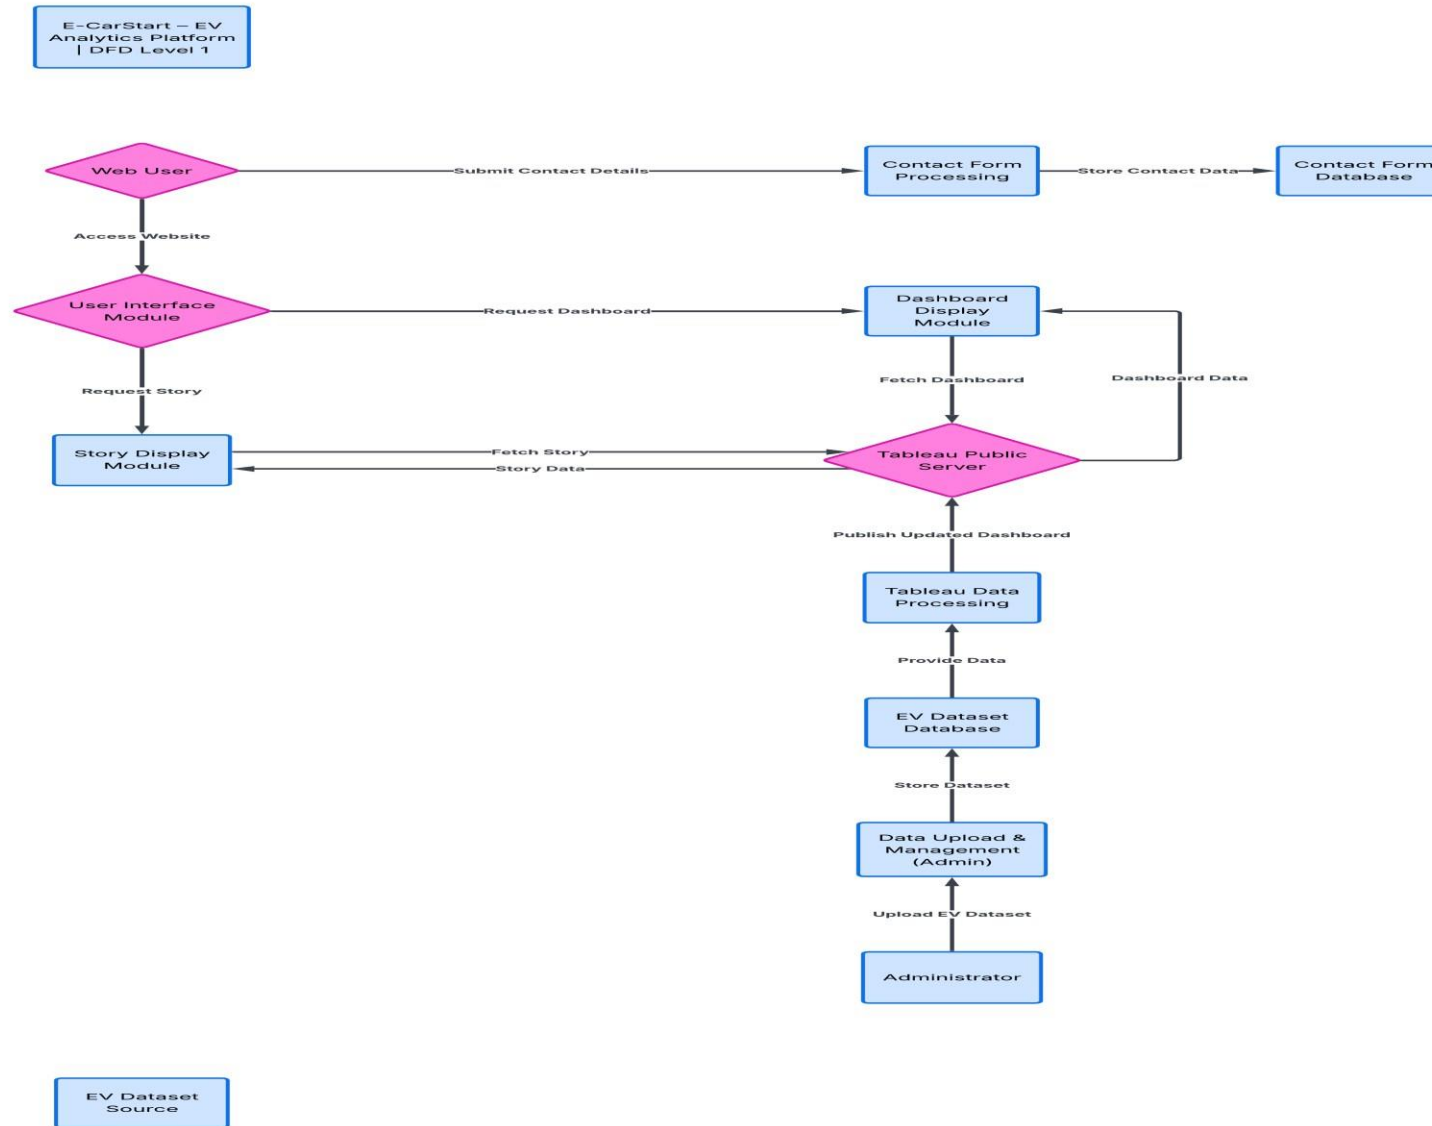 E-CarStart – EV
Analytics Platform
| DFD Level 1
Web User
Submit Contact Details
Contact Form
Processing
Store Contact Data
Contact Form
Database
Access Website
User Interface
Module
Request Dashboard
Dashboard
Display
Module
Request Story
Fetch Dashboard
Dashboard Data
Story Display
Module
Fetch Story
Story Data
Tableau Public
Server
Publish Updated Dashboard
Tableau Data
Processing
Provide Data
EV Dataset
Database
Store Dataset
Data Upload &
Management
(Admin)
Upload EV Dataset
Administrator
EV Dataset
Source